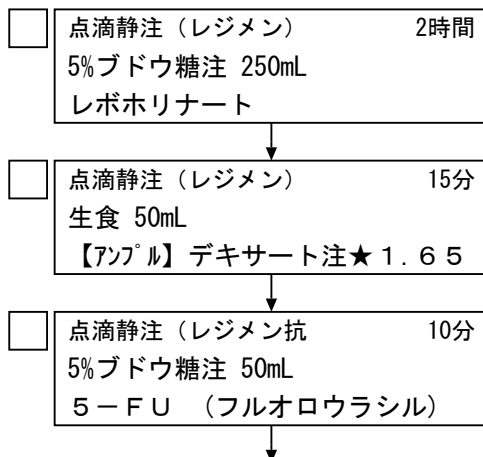 点滴静注（レジメン） 2時間
5%ブドウ糖注 250mL
レボホリナート
点滴静注（レジメン） 15分
生食 50mL
【ｱﾝﾌﾟﾙ】デキサート注★１．６５
点滴静注（レジメン抗 10分
5%ブドウ糖注 50mL
５－ＦＵ （フルオロウラシル）